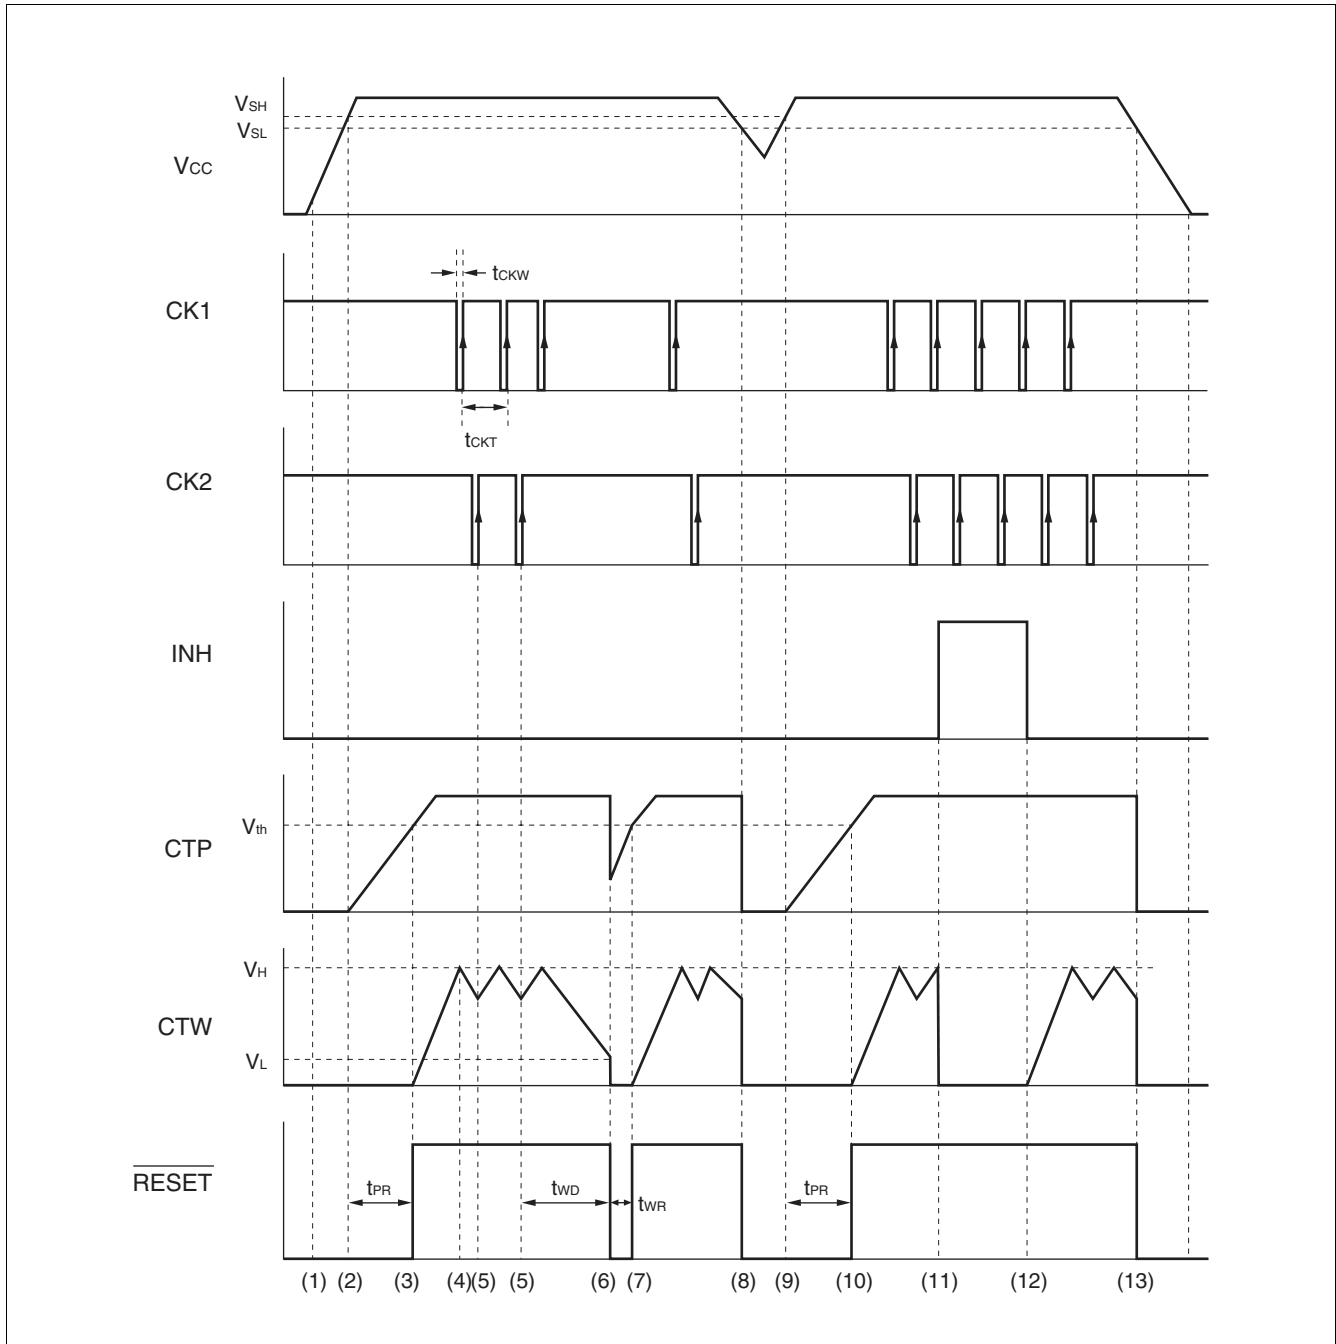 VSH
VSL
VCC
tCKW
CK1
tCKT
CK2
INH
Vth
CTP
VH
CTW
VL
RESET
tPR
tWD
tWR
tPR
(1) (2) (3) (4) (5) (5) (6) (7) (8) (9) (10) (11) (12) (13)